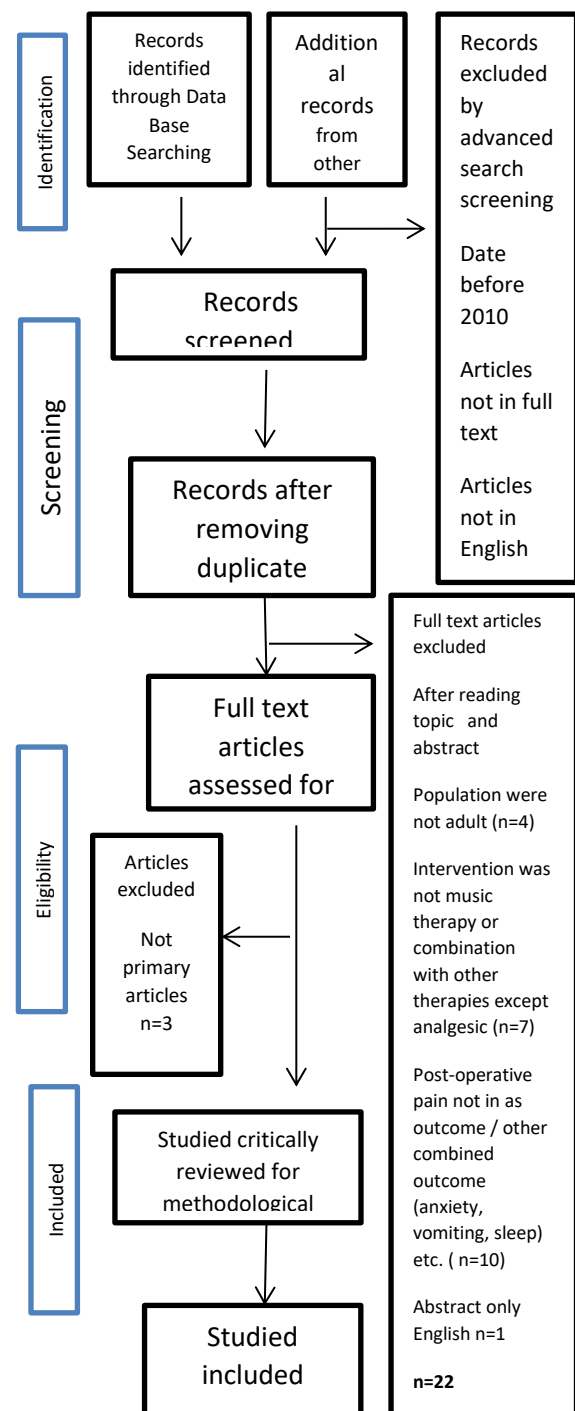 Identification
Records
identified
through Data
Base
Searching
Addition
al
records
from
other
Records
excluded
by
advanced
search
screening
Date
before
2010
Articles
not in full
text
Articles
not in
English
Screening
Records
screened
Records after
removing
duplicate
Full text articles
excluded
After reading
topic and
abstract
Population were
not adult (n=4)
Intervention was
not music
therapy or
combination
with other
therapies except
analgesic (n=7)
Post-operative
pain not in as
outcome / other
combined
outcome
(anxiety,
vomiting, sleep)
etc. ( n=10)
Abstract only
English n=1
n=22
Eligibility
Full text
articles
assessed for
Articles
excluded
Not
primary
articles
n=3
Included
Studied critically
reviewed for
methodological
Studied
included